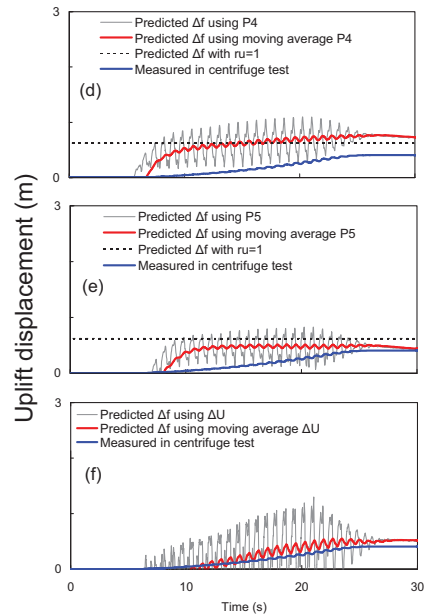 Predicted Δf using P4
Predicted Δf using moving average P4
Predicted Δf with ru=1
Measured in centrifuge test
(d)
3
0
Predicted Δf using P5
Predicted Δf using moving average P5
Predicted Δf with ru=1
Measured in centrifuge test
(e)
3
0
Uplift displacement (m)
Predicted Δf using ΔU
Predicted Δf using moving average ΔU
Measured in centrifuge test
(f)
3
0
0 10 20 30
Time (s)